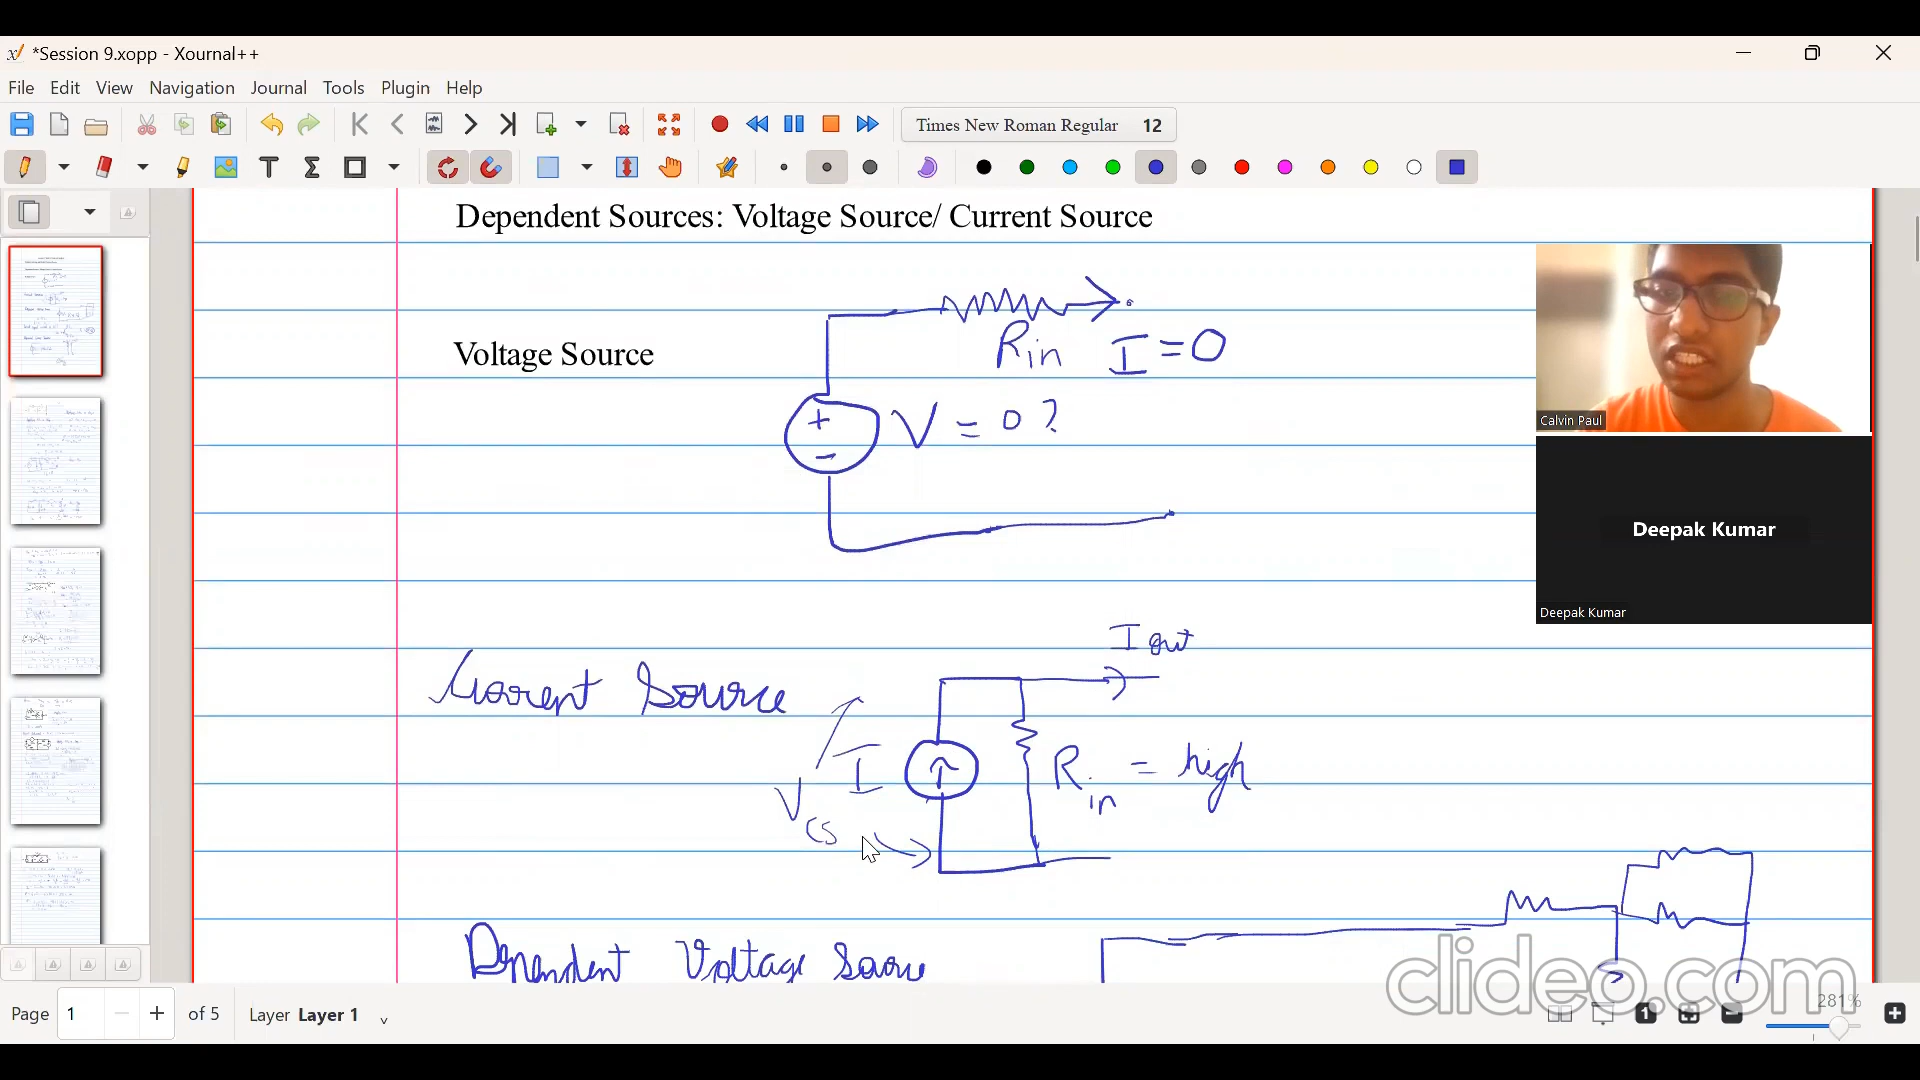 *Session 9.xopp - Xournal++
File Edit View Navigation Journal Tools Plugin Help
Times New Roman Regular 12
Dependent Sources: Voltage Source/ Current Source
Voltage Source
Rin I = 0
V = 0 ?
+
-
Calvin Paul
Deepak Kumar
Deepak Kumar
I out
Current Source
I
Rin = high
Vcs
Dependent Voltage Source
clideo.com
Page 1 of 5 Layer Layer 1
281%